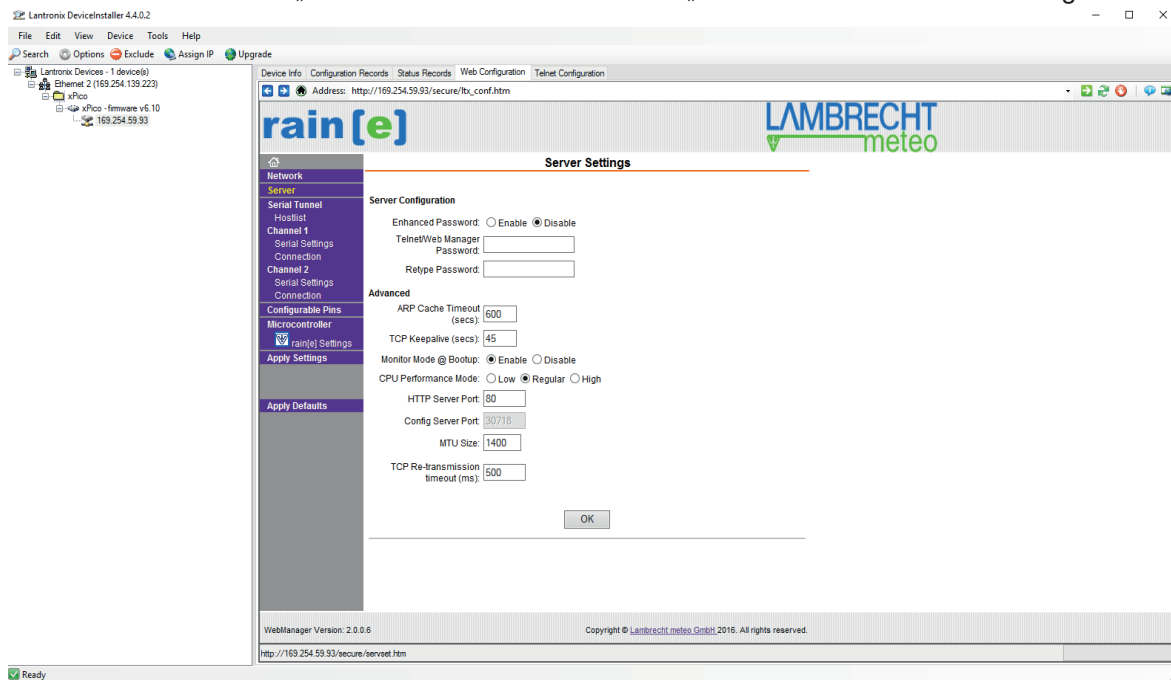 Lantronix DeviceInstaller 4.4.0.2
File Edit View Device Tools Help
Search Options Exclude Assign IP Upgrade
Lantronix Devices - 1 device(s)
Ethernet 2 (169.254.139.223)
xPico
xPico - firmware v6.10
169.254.59.93
Device Info Configuration Records Status Records Web Configuration Telnet Configuration
Address: http://169.254.59.93/secure/ltx_conf.htm
rain[e]
LAMBRECHT
meteo
Network
Server
Serial Tunnel
Hostlist
Channel 1
Serial Settings
Connection
Channel 2
Serial Settings
Connection
Configurable Pins
Microcontroller
rain[e] Settings
Apply Settings
Apply Defaults
Server Settings
Server Configuration
Enhanced Password: Enable Disable
Telnet/Web Manager
Password:
Retype Password:
Advanced
ARP Cache Timeout
(secs): 600
TCP Keepalive (secs): 45
Monitor Mode @ Bootup: Enable Disable
CPU Performance Mode: Low Regular High
HTTP Server Port: 80
Config Server Port: 30718
MTU Size: 1400
TCP Re-transmission
timeout (ms): 500
OK
WebManager Version: 2.0.0.6
Copyright © Lambrecht meteo GmbH 2016. All rights reserved.
http://169.254.59.93/secure/servset.htm
Ready